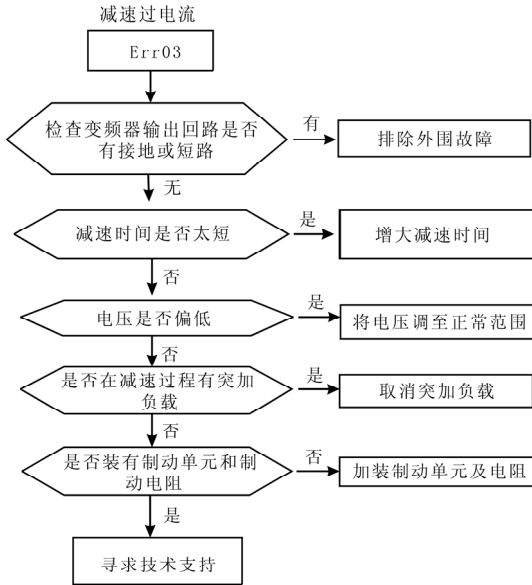 减速过电流
Err03
检查变频器输出回路是否
有接地或短路
有
排除外围故障
无
减速时间是否太短
是
增大减速时间
否
电压是否偏低
是
将电压调至正常范围
否
是否在减速过程有突加
负载
是
取消突加负载
否
是否装有制动单元和制
动电阻
否
加装制动单元及电阻
是
寻求技术支持